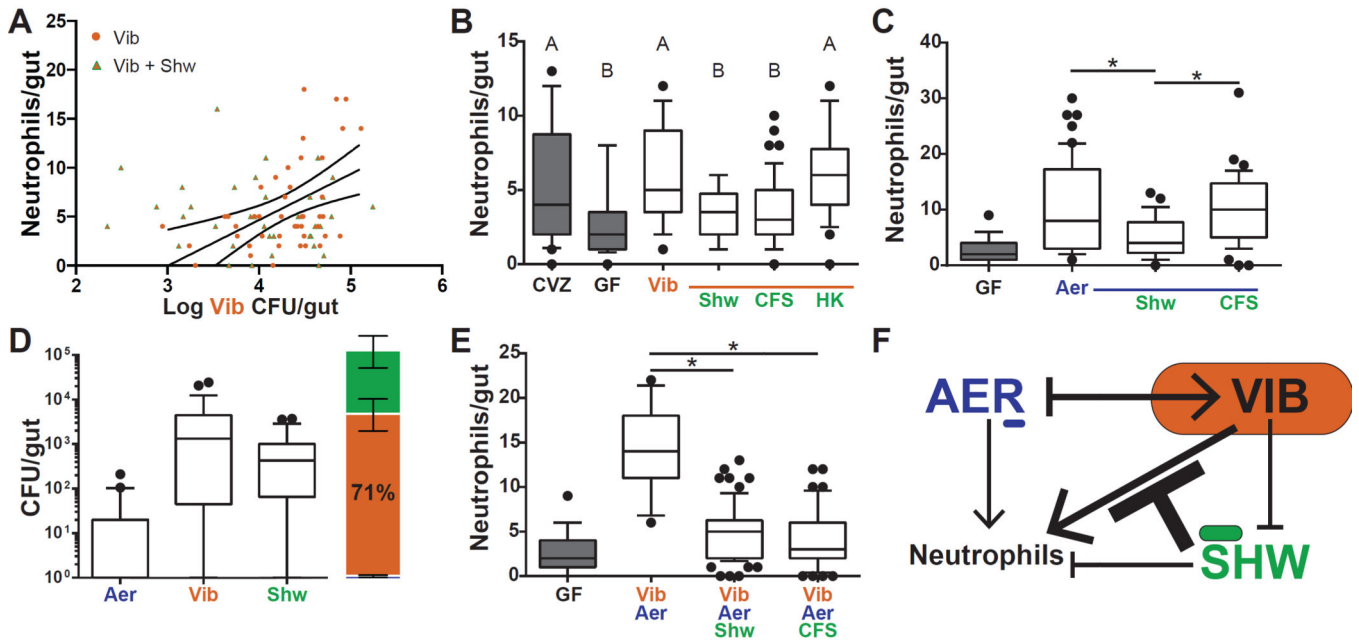 A
Neutrophils/gut
25
20
15
10
5
0
2
3
4
5
6
Log Vib CFU/gut
Vib
Vib + Shw
B
Neutrophils/gut
15
10
5
0
A
B
A
B
B
A
CVZ
GF
Vib
Shw
CFS
HK
C
Neutrophils/gut
40
30
20
10
0
*
*
GF
Aer
Shw
CFS
D
CFU/gut
10⁵
10⁴
10³
10²
10¹
10⁰
71%
Aer
Vib
Shw
E
Neutrophils/gut
25
20
15
10
5
0
*
*
GF
Vib
Aer
Vib
Aer
Shw
Vib
Aer
CFS
F
AER
VIB
Neutrophils
SHW